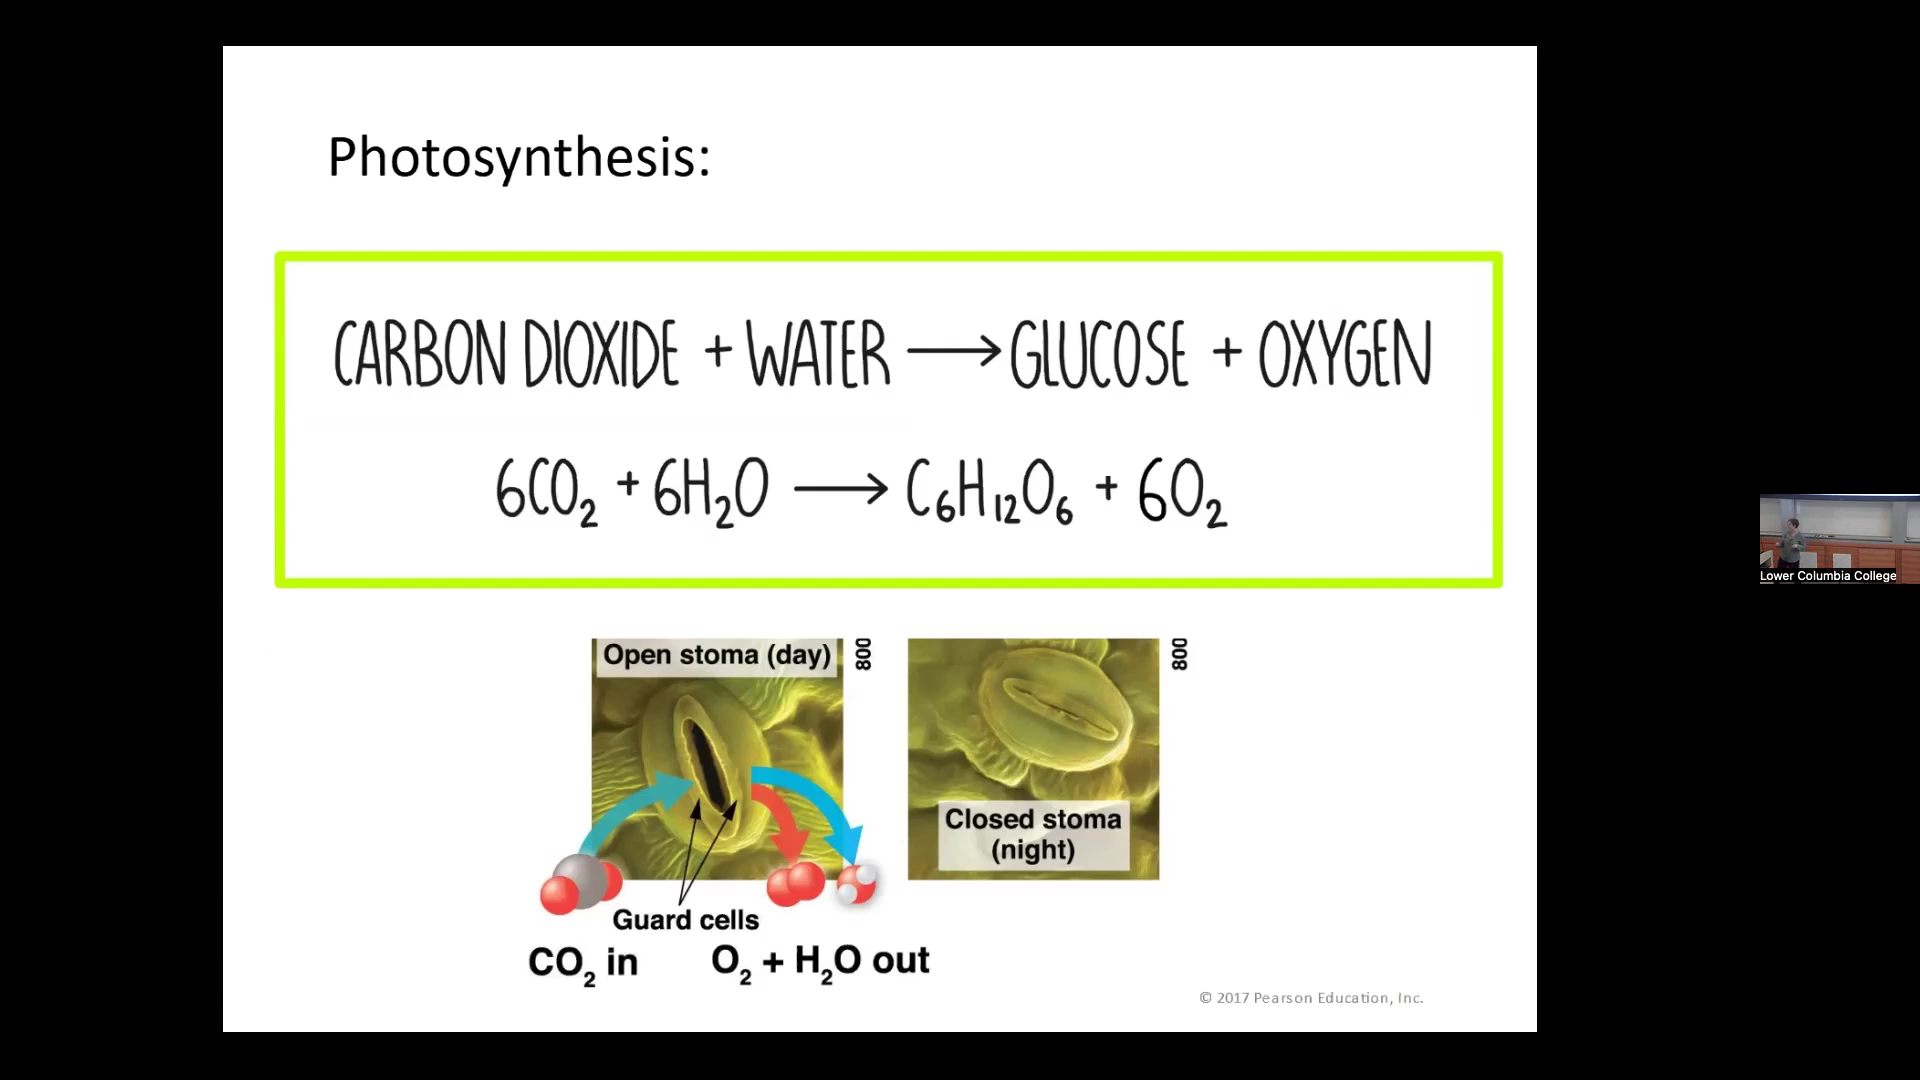 Photosynthesis:
CARBON DIOXIDE + WATER → GLUCOSE + OXYGEN
6CO₂ + 6H₂O → C₆H₁₂O₆ + 6O₂
Open stoma (day)
800
800
Closed stoma
(night)
Guard cells
CO₂ in
O₂ + H₂O out
© 2017 Pearson Education, Inc.
Lower Columbia College